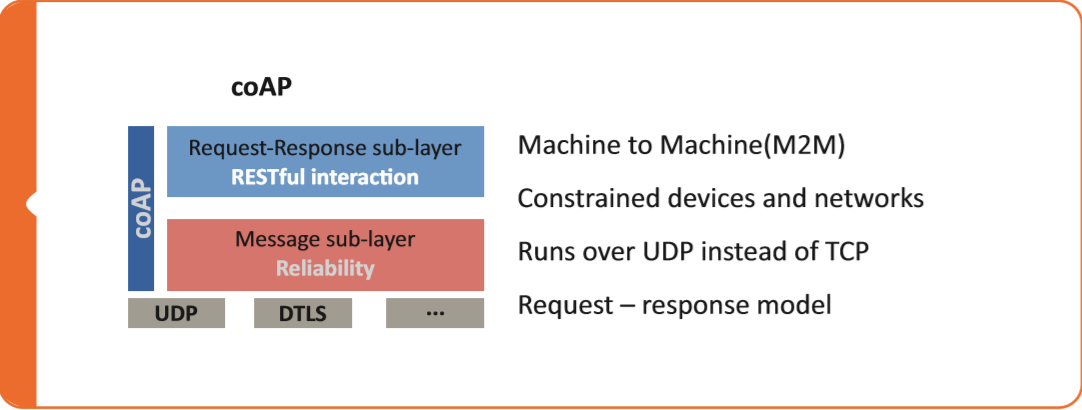 coAP
coAP
Request-Response sub-layer
RESTful interaction
Message sub-layer
Reliability
UDP
DTLS
...
Machine to Machine(M2M)
Constrained devices and networks
Runs over UDP instead of TCP
Request – response model